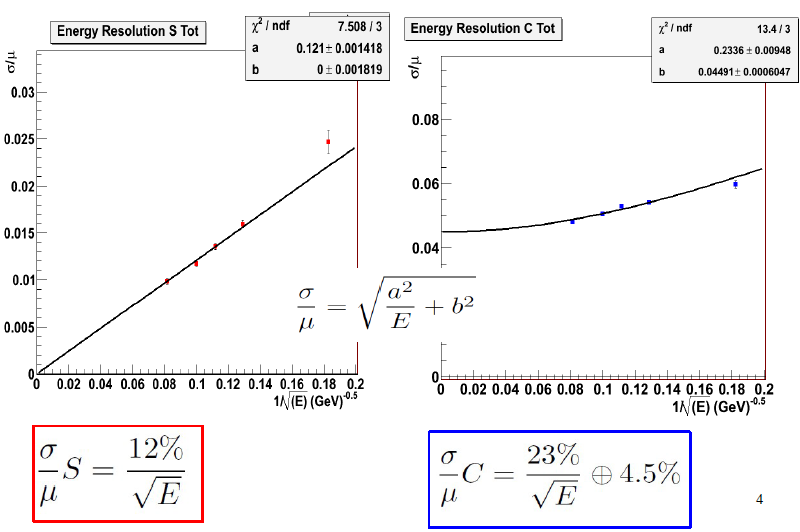 Energy Resolution S Tot
χ² / ndf 7.508 / 3
a 0.121 ± 0.001418
b 0 ± 0.001819
σ/μ
0.03
0.025
0.02
0.015
0.01
0.005
0
0 0.02 0.04 0.06 0.08 0.1 0.12 0.14 0.16 0.18 0.2
1/√(E) (GeV)^-0.5
Energy Resolution C Tot
χ² / ndf 13.4 / 3
a 0.2336 ± 0.00948
b 0.04491 ± 0.0006047
σ/μ
0.08
0.06
0.04
0
0 0.02 0.04 0.06 0.08 0.1 0.12 0.14 0.16 0.18 0.2
1/√(E) (GeV)^-0.5
σ/μ = √(a²/E + b²)
σ/μ S = 12%/√E
σ/μ C = 23%/√E ⊕ 4.5%
4